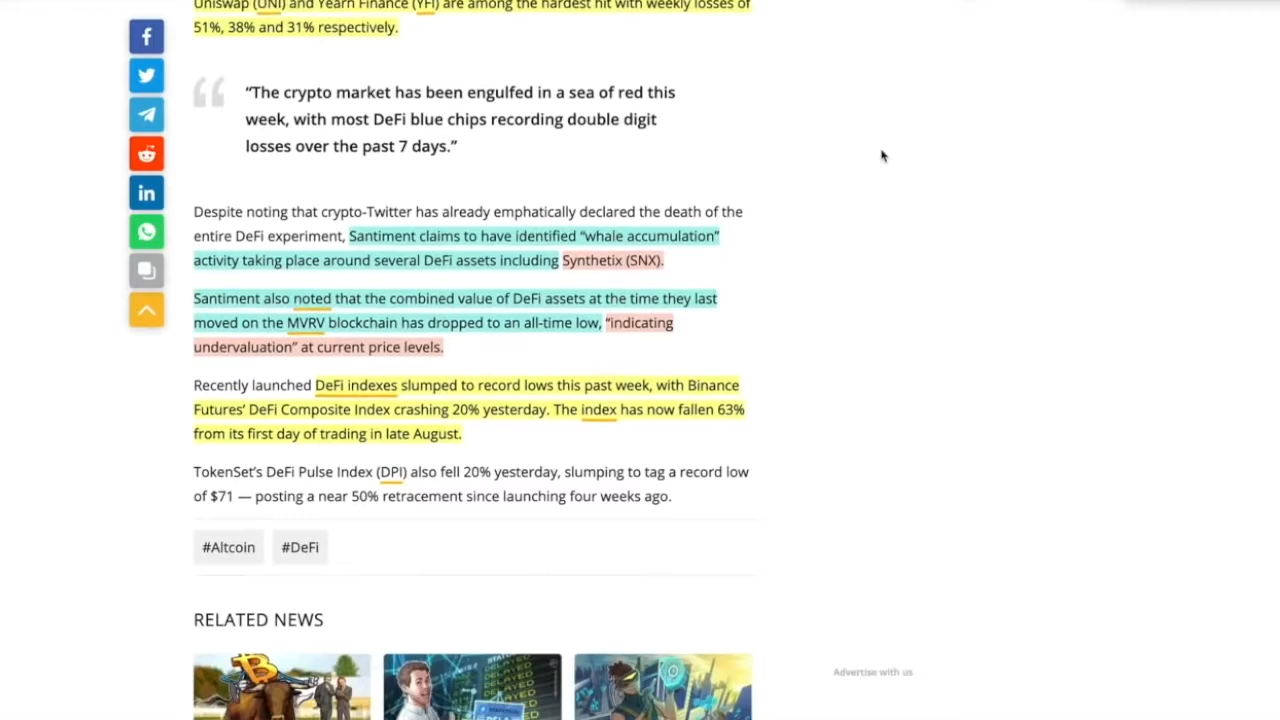 Uniswap (UNI) and Yearn Finance (YFI) are among the hardest hit with weekly losses of
51%, 38% and 31% respectively.
“The crypto market has been engulfed in a sea of red this
week, with most DeFi blue chips recording double digit
losses over the past 7 days.”
Despite noting that crypto-Twitter has already emphatically declared the death of the
entire DeFi experiment, Santiment claims to have identified “whale accumulation”
activity taking place around several DeFi assets including Synthetix (SNX).
Santiment also noted that the combined value of DeFi assets at the time they last
moved on the MVRV blockchain has dropped to an all-time low, “indicating
undervaluation” at current price levels.
Recently launched DeFi indexes slumped to record lows this past week, with Binance
Futures’ DeFi Composite Index crashing 20% yesterday. The index has now fallen 63%
from its first day of trading in late August.
TokenSet’s DeFi Pulse Index (DPI) also fell 20% yesterday, slumping to tag a record low
of $71 — posting a near 50% retracement since launching four weeks ago.
#Altcoin #DeFi
RELATED NEWS
DELAYED
DELAYED
DELAYED
Advertise with us